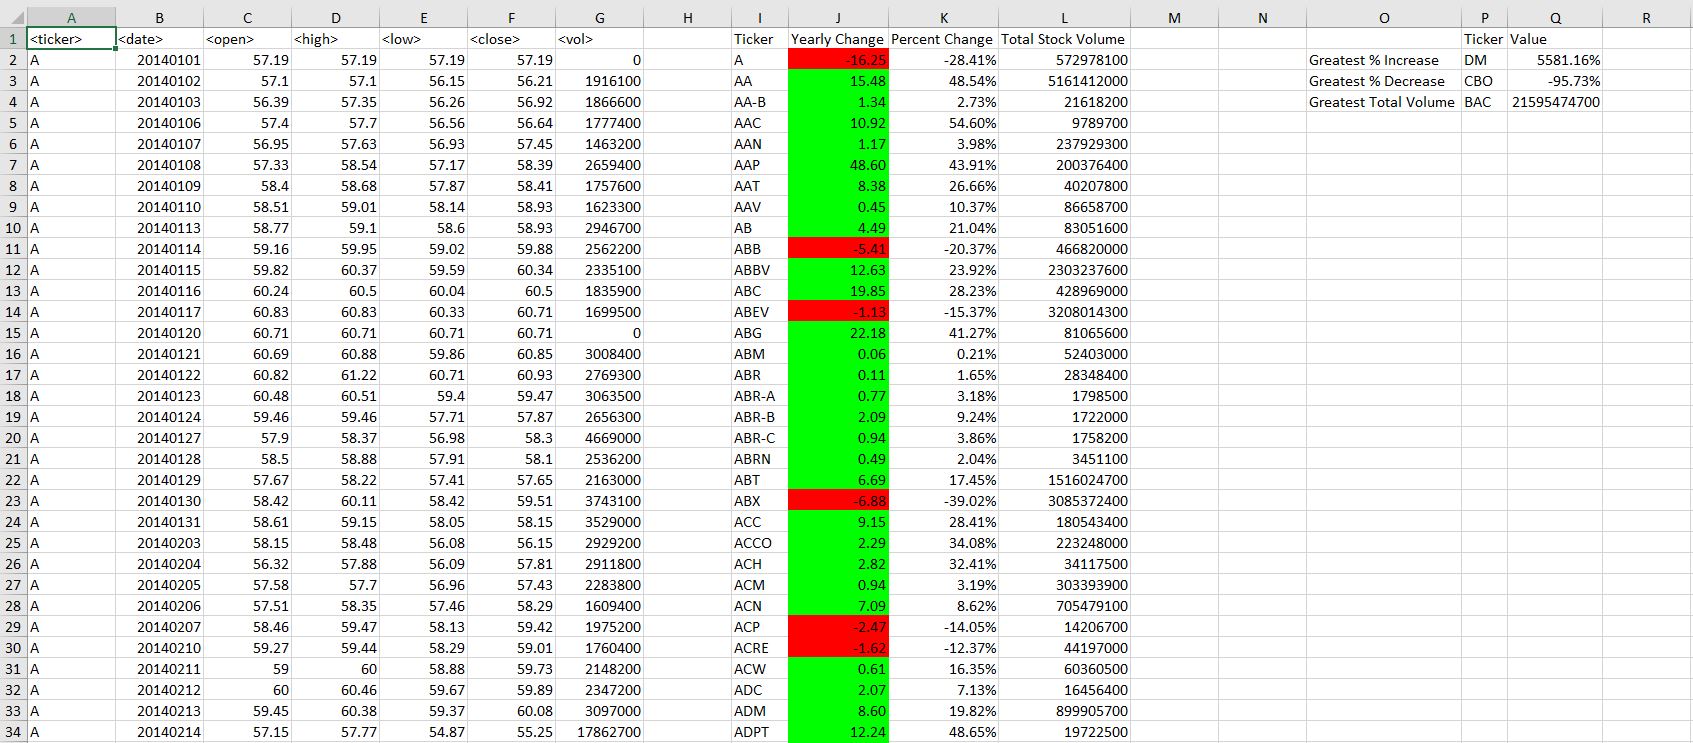 A B C D E F G H I J K L M N O P Q R
1 <ticker> <date> <open> <high> <low> <close> <vol> Ticker Yearly Change Percent Change Total Stock Volume Ticker Value
2 A 20140101 57.19 57.19 57.19 57.19 0 A -16.25 -28.41% 572978100 Greatest % Increase DM 5581.16%
3 A 20140102 57.1 57.1 56.15 56.21 1916100 AA 15.48 48.54% 5161412000 Greatest % Decrease CBO -95.73%
4 A 20140103 56.39 57.35 56.26 56.92 1866600 AA-B 1.34 2.73% 21618200 Greatest Total Volume BAC 21595474700
5 A 20140106 57.4 57.7 56.56 56.64 1777400 AAC 10.92 54.60% 9789700
6 A 20140107 56.95 57.63 56.93 57.45 1463200 AAN 1.17 3.98% 237929300
7 A 20140108 57.33 58.54 57.17 58.39 2659400 AAP 48.60 43.91% 200376400
8 A 20140109 58.4 58.68 57.87 58.41 1757600 AAT 8.38 26.66% 40207800
9 A 20140110 58.51 59.01 58.14 58.93 1623300 AAV 0.45 10.37% 86658700
10 A 20140113 58.77 59.1 58.6 58.93 2946700 AB 4.49 21.04% 83051600
11 A 20140114 59.16 59.95 59.02 59.88 2562200 ABB -5.41 -20.37% 466820000
12 A 20140115 59.82 60.37 59.59 60.34 2335100 ABBV 12.63 23.92% 2303237600
13 A 20140116 60.24 60.5 60.04 60.5 1835900 ABC 19.85 28.23% 428969000
14 A 20140117 60.83 60.83 60.33 60.71 1699500 ABEV -1.13 -15.37% 3208014300
15 A 20140120 60.71 60.71 60.71 60.71 0 ABG 22.18 41.27% 81065600
16 A 20140121 60.69 60.88 59.86 60.85 3008400 ABM 0.06 0.21% 52403000
17 A 20140122 60.82 61.22 60.71 60.93 2769300 ABR 0.11 1.65% 28348400
18 A 20140123 60.48 60.51 59.4 59.47 3063500 ABR-A 0.77 3.18% 1798500
19 A 20140124 59.46 59.46 57.71 57.87 2656300 ABR-B 2.09 9.24% 1722000
20 A 20140127 57.9 58.37 56.98 58.3 4669000 ABR-C 0.94 3.86% 1758200
21 A 20140128 58.5 58.88 57.91 58.1 2536200 ABRN 0.49 2.04% 3451100
22 A 20140129 57.67 58.22 57.41 57.65 2163000 ABT 6.69 17.45% 1516024700
23 A 20140130 58.42 60.11 58.42 59.51 3743100 ABX -6.88 -39.02% 3085372400
24 A 20140131 58.61 59.15 58.05 58.15 3529000 ACC 9.15 28.41% 180543400
25 A 20140203 58.15 58.48 56.08 56.15 2929200 ACCO 2.29 34.08% 223248000
26 A 20140204 56.32 57.88 56.09 57.81 2911800 ACH 2.82 32.41% 34117500
27 A 20140205 57.58 57.7 56.96 57.43 2283800 ACM 0.94 3.19% 303393900
28 A 20140206 57.51 58.35 57.46 58.29 1609400 ACN 7.09 8.62% 705479100
29 A 20140207 58.46 59.47 58.13 59.42 1975200 ACP -2.47 -14.05% 14206700
30 A 20140210 59.27 59.44 58.29 59.01 1760400 ACRE -1.62 -12.37% 44197000
31 A 20140211 59 60 58.88 59.73 2148200 ACW 0.61 16.35% 60360500
32 A 20140212 60 60.46 59.67 59.89 2347200 ADC 2.07 7.13% 16456400
33 A 20140213 59.45 60.38 59.37 60.08 3097000 ADM 8.60 19.82% 899905700
34 A 20140214 57.15 57.77 54.87 55.25 17862700 ADPT 12.24 48.65% 19722500